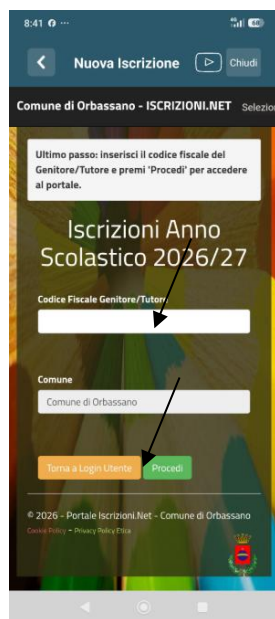 8:41
Nuova Iscrizione
Chiudi
Comune di Orbassano - ISCRIZIONI.NET Selezion
Ultimo passo: inserisci il codice fiscale del
Genitore/Tutore e premi 'Procedi' per accedere
al portale.
Iscrizioni Anno
Scolastico 2026/27
Codice Fiscale Genitore/Tutore
Comune
Comune di Orbassano
Torna a Login Utente
Procedi
© 2026 - Portale Iscrizioni.Net - Comune di Orbassano
Cookie Policy - Privacy Policy Etica